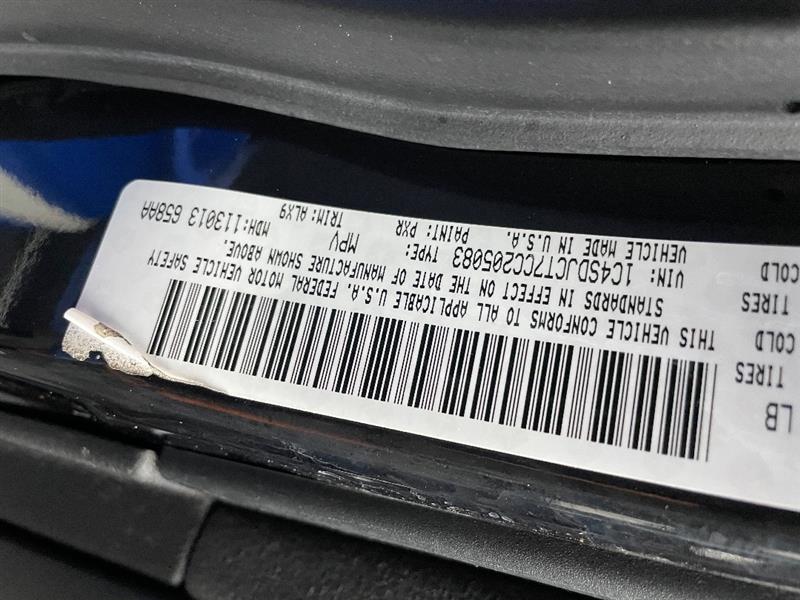 LB
TIRES COLD
TIRES COLD
THIS VEHICLE CONFORMS TO ALL APPLICABLE U.S.A. FEDERAL MOTOR VEHICLE SAFETY
STANDARDS IN EFFECT ON THE DATE OF MANUFACTURE SHOWN ABOVE.
VIN: 1C4SDJCT7CC205083 TYPE: MPV
VEHICLE MADE IN U.S.A. PAINT: PXR TRIM: ALX9 MDH:113013 658AA